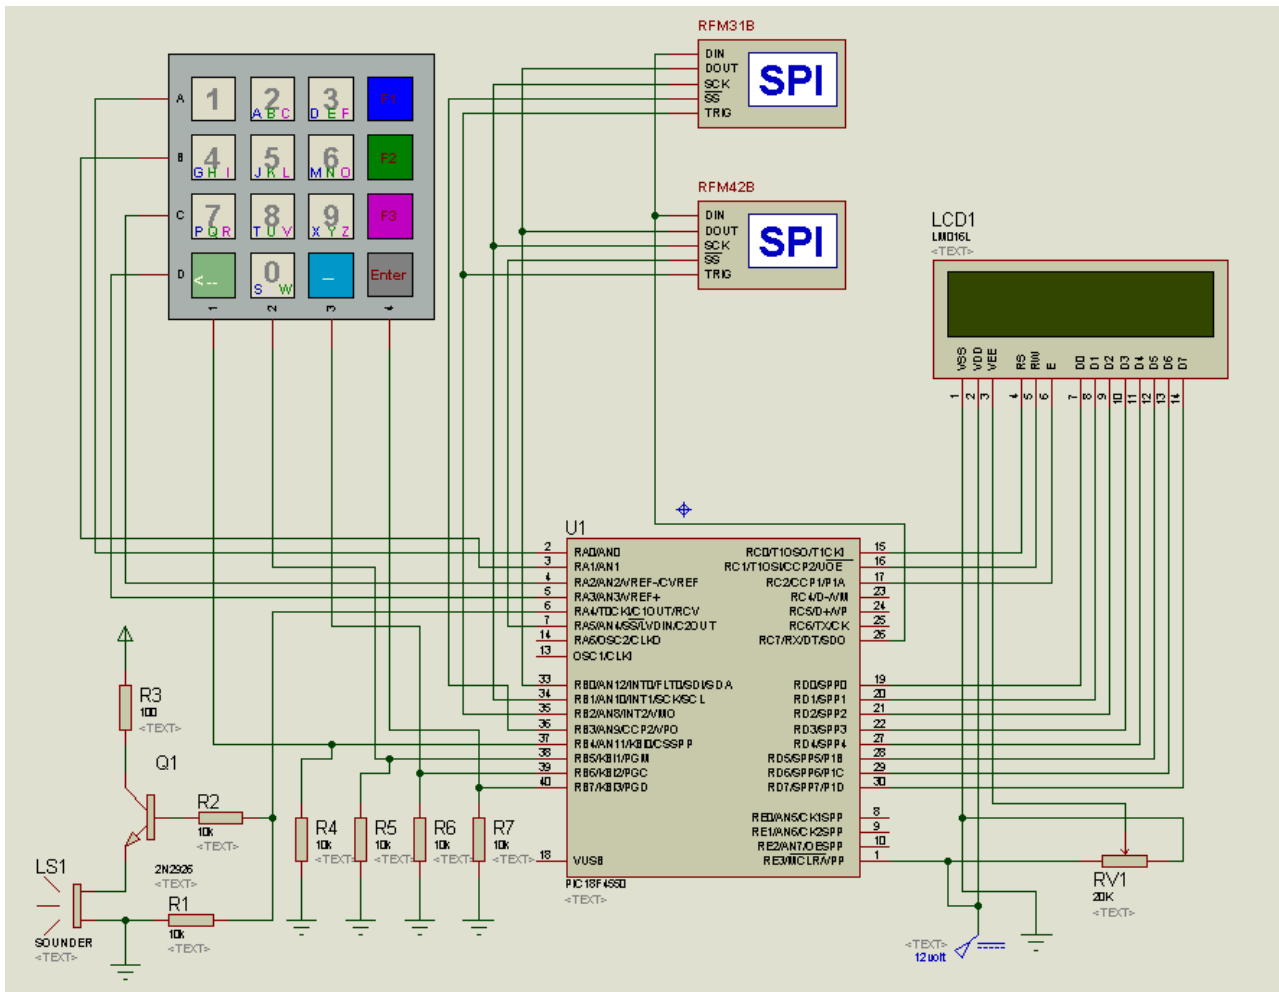 RFM31B
DIN
DOUT
SCK
SS
TRIG
SPI
RFM42B
DIN
DOUT
SCK
SS
TRIG
SPI
A
B
C
D
1
2
ABC
3
DEF
F1
4
GHI
5
JKL
6
MNO
F2
7
PQR
8
TUV
9
XYZ
F3
<--
0
S W
_
Enter
1
2
3
4
LCD1
LM016L
<TEXT>
VSS
VDD
VEE
RS
RW
E
D0
D1
D2
D3
D4
D5
D6
D7
1
2
3
4
5
6
7
8
9
10
11
12
13
14
U1
2
RA0/AN0
3
RA1/AN1
4
RA2/AN2/VREF-/CVREF
5
RA3/AN3/VREF+
6
RA4/T0CKI/C1OUT/RCV
7
RA5/AN4/SS/LVDIN/C2OUT
14
RA6/OSC2/CLKO
13
OSC1/CLKI
33
RB0/AN12/INT0/FLT0/SDI/SDA
34
RB1/AN10/INT1/SCK/SCL
35
RB2/AN8/INT2/VMO
36
RB3/AN9/CCP2/VPO
37
RB4/AN11/KBI0/CSSPP
38
RB5/KBI1/PGM
39
RB6/KBI2/PGC
40
RB7/KBI3/PGD
18
VUSB
RC0/T1OSO/T1CKI
15
RC1/T1OSI/CCP2/UOE
16
RC2/CCP1/P1A
17
RC4/D-/VM
23
RC5/D+/VP
24
RC6/TX/CK
25
RC7/RX/DT/SDO
26
RD0/SPP0
19
RD1/SPP1
20
RD2/SPP2
21
RD3/SPP3
22
RD4/SPP4
27
RD5/SPP5/P1B
28
RD6/SPP6/P1C
29
RD7/SPP7/P1D
30
RE0/AN5/CK1SPP
8
RE1/AN6/CK2SPP
9
RE2/AN7/OESPP
10
RE3/MCLR/VPP
1
PIC18F4550
<TEXT>
R3
100
<TEXT>
Q1
2N2926
<TEXT>
R2
10k
<TEXT>
R4
10k
<TEXT>
R5
10k
<TEXT>
R6
10k
<TEXT>
R7
10k
<TEXT>
LS1
SOUNDER
<TEXT>
R1
10k
<TEXT>
RV1
20K
<TEXT>
<TEXT>
12volt